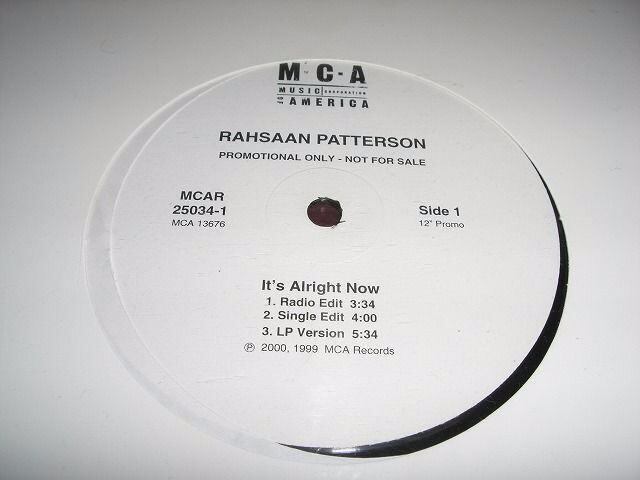 M·C·A
MUSIC CORPORATION
OF AMERICA
RAHSAAN PATTERSON
PROMOTIONAL ONLY - NOT FOR SALE
MCAR
25034-1
MCA 13676
Side 1
12" Promo
It's Alright Now
1. Radio Edit 3:34
2. Single Edit 4:00
3. LP Version 5:34
℗ 2000, 1999 MCA Records